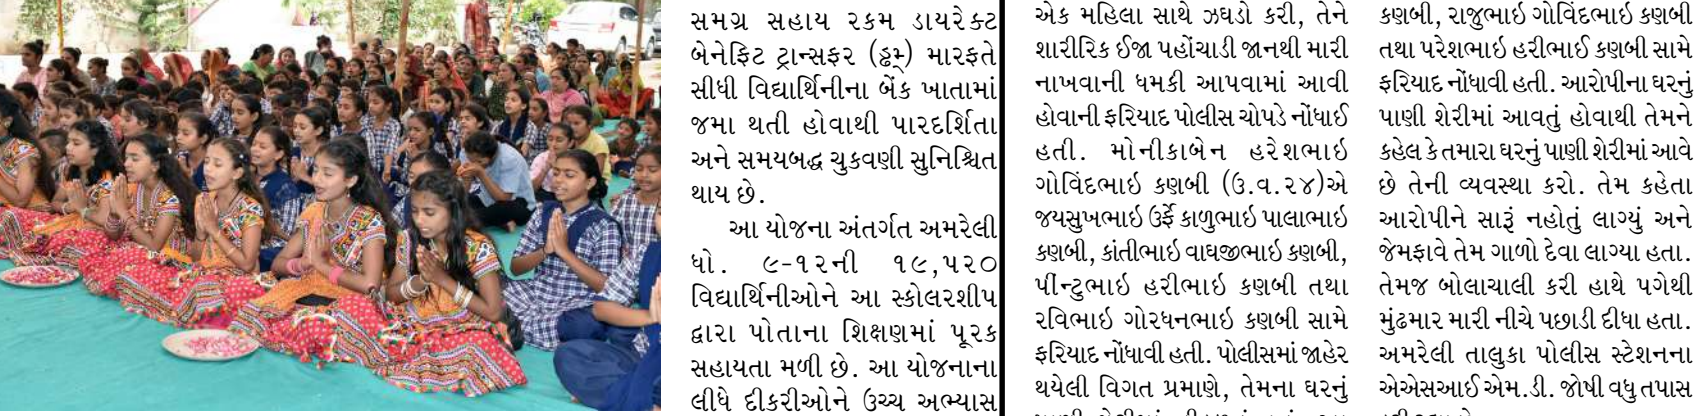 સમગ્ર સહાય રકમ ડાયરેક્ટ
બેનેફિટ ટ્રાન્સફર મારફતે
સીધી વિદ્યાર્થિનીના બેંક ખાતામાં
જમા થતી હોવાથી પારદર્શિતા
અને સમયબદ્ધ ચુકવણી સુનિશ્ચિત
થાય છે.
આ યોજના અંતર્ગત અમરેલી
ધો. ૯-૧૨ની ૧૯,૫૨૦
વિદ્યાર્થિનીઓને આ સ્કોલરશીપ
દ્વારા પોતાના શિક્ષણમાં પૂરક
સહાયતા મળી છે. આ યોજનાના
લીધે દીકરીઓને ઉચ્ચ અભ્યાસ
એક મહિલા સાથે ઝઘડો કરી, તેને
શારીરિક ઈજા પહોંચાડી જાનથી મારી
નાખવાની ધમકી આપવામાં આવી
હોવાની ફરિયાદ પોલીસ ચોપડે નોંધાઈ
હતી. મોનીકાબેન હરેશભાઇ
ગોવિંદભાઇ કણબી (ઉ.વ.૨૪)એ
જયસુખભાઇ ઉર્ફે કાળુભાઇ પાલાભાઇ
કણબી, કાંતીભાઇ વાઘજીભાઇ કણબી,
પીંન્ટુભાઇ હરીભાઇ કણબી તથા
રવિભાઇ ગોરધનભાઇ કણબી સામે
ફરિયાદ નોંધાવી હતી. પોલીસમાં જાહેર
થયેલી વિગત પ્રમાણે, તેમના ઘરનું
કણબી, રાજુભાઇ ગોવિંદભાઇ કણબી
તથા પરેશભાઇ હરીભાઈ કણબી સામે
ફરિયાદ નોંધાવી હતી. આરોપીના ઘરનું
પાણી શેરીમાં આવતું હોવાથી તેમને
કહેલ કે તમારા ઘરનું પાણી શેરીમાં આવે
છે તેની વ્યવસ્થા કરો. તેમ કહેતા
આરોપીને સારૂં નહોતું લાગ્યું અને
જેમફાવે તેમ ગાળો દેવા લાગ્યા હતા.
તેમજ બોલાચાલી કરી હાથે પગેથી
મુંઢમાર મારી નીચે પછાડી દીધા હતા.
અમરેલી તાલુકા પોલીસ સ્ટેશનના
એએસઆઈ એમ.ડી. જોષી વધુ તપાસ